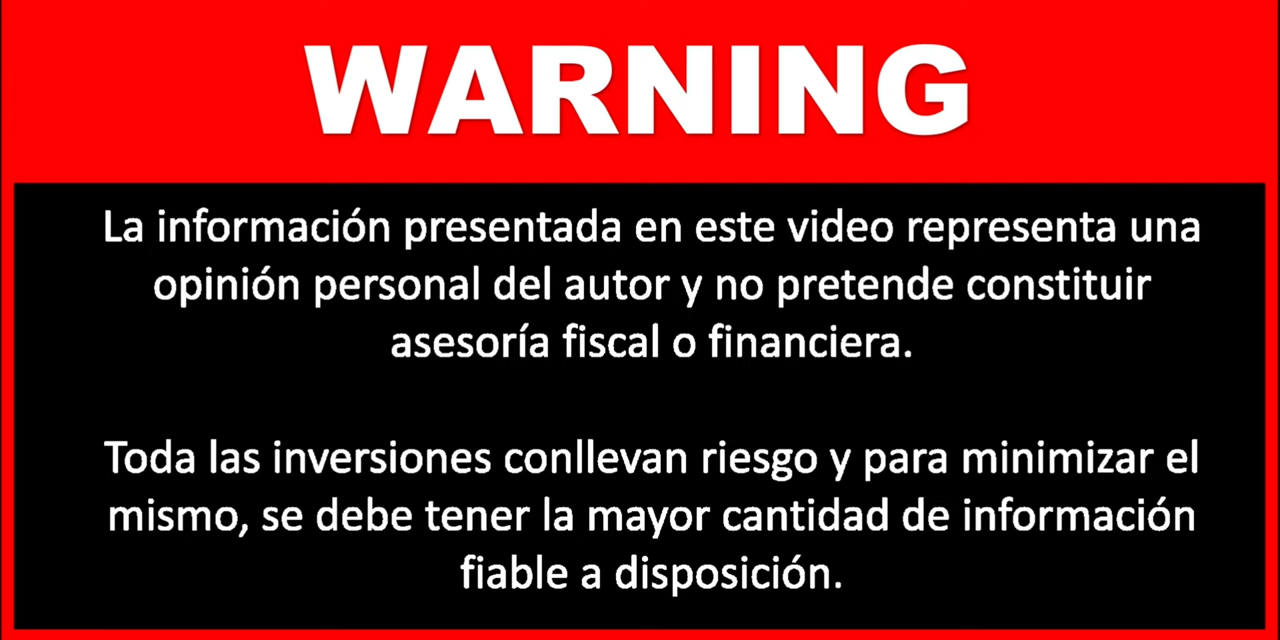 WARNING
La información presentada en este video representa una
opinión personal del autor y no pretende constituir
asesoría fiscal o financiera.
Toda las inversiones conllevan riesgo y para minimizar el
mismo, se debe tener la mayor cantidad de información
fiable a disposición.